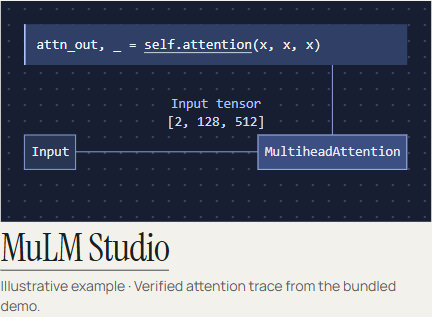 attn_out, _ = self.attention(x, x, x)
Input tensor
[2, 128, 512]
Input
MultiheadAttention
MuLM Studio
Illustrative example · Verified attention trace from the bundled
demo.